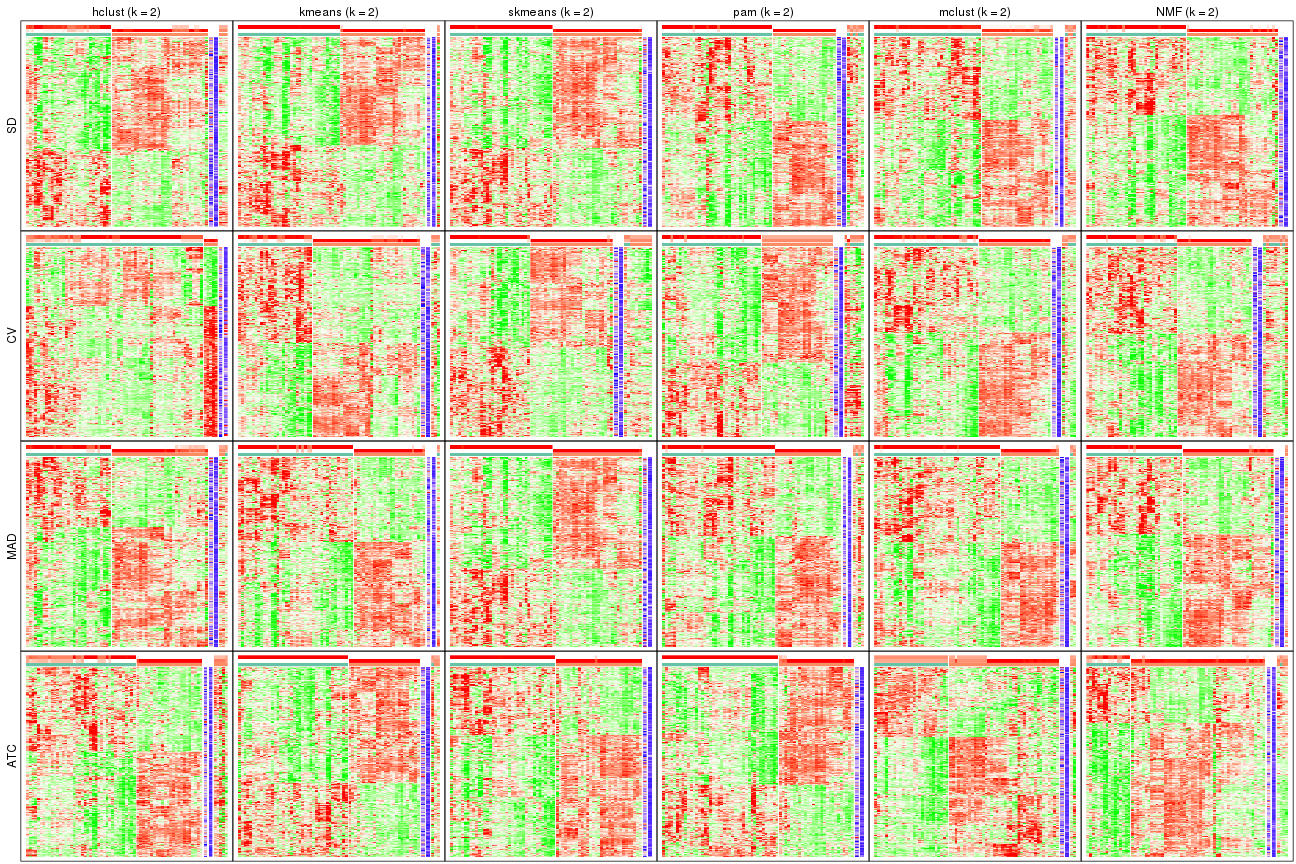 hclust (k = 2) kmeans (k = 2) skmeans (k = 2) pam (k = 2) mclust (k = 2) NMF (k = 2)
SD
CV
MAD
ATC